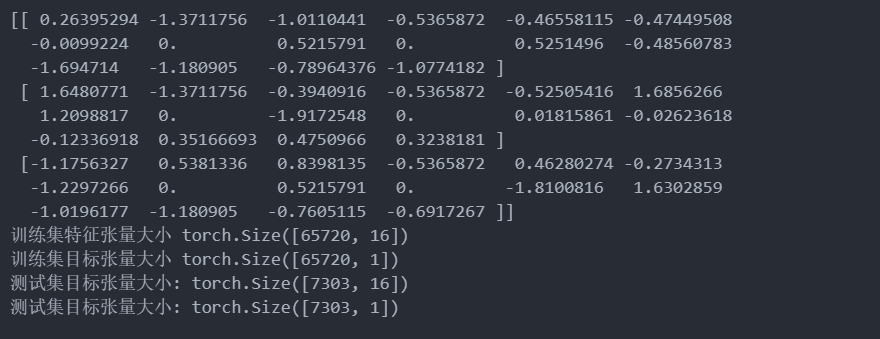 [[ 0.26395294 -1.3711756  -1.0110441  -0.5365872  -0.46558115 -0.47449508
  -0.0099224   0.          0.5215791   0.          0.5251496  -0.48560783
  -1.694714   -1.180905   -0.78964376 -1.0774182 ]
 [ 1.6480771  -1.3711756  -0.3940916  -0.5365872  -0.52505416  1.6856266
   1.2098817   0.         -1.9172548   0.          0.01815861 -0.02623618
  -0.12336918  0.35166693  0.4750966   0.3238181 ]
 [-1.1756327   0.5381336   0.8398135  -0.5365872   0.46280274 -0.2734313
  -1.2297266   0.          0.5215791   0.         -1.8100816   1.6302859
  -1.0196177  -1.180905   -0.7605115  -0.6917267 ]]
训练集特征张量大小 torch.Size([65720, 16])
训练集目标张量大小 torch.Size([65720, 1])
测试集目标张量大小: torch.Size([7303, 16])
测试集目标张量大小: torch.Size([7303, 1])